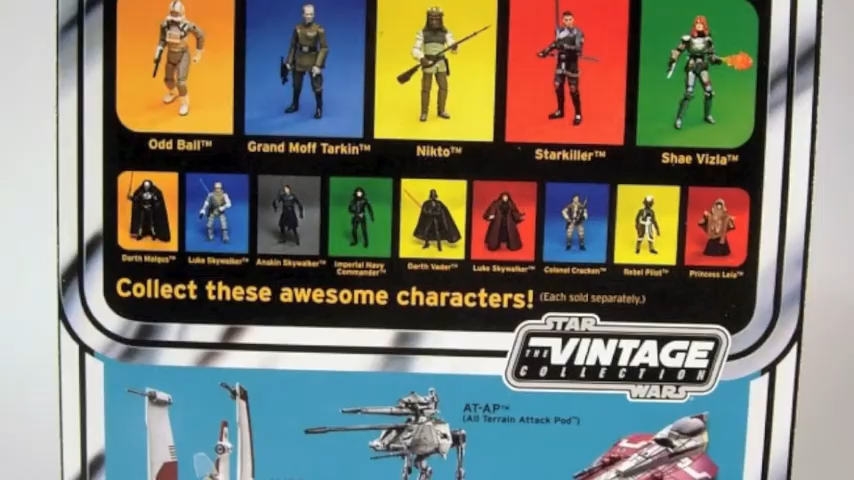 Odd Ball™
Grand Moff Tarkin™
Nikto™
Starkiller™
Shae Vizla™
Darth Malgus™
Luke Skywalker™
Anakin Skywalker™
Imperial Navy
Commander™
Darth Vader™
Luke Skywalker™
Colonel Cracken™
Rebel Pilot™
Princess Leia™
Collect these awesome characters! (Each sold separately.)
STAR
THE VINTAGE
COLLECTION
WARS
AT-AP™
(All Terrain Attack Pod™)